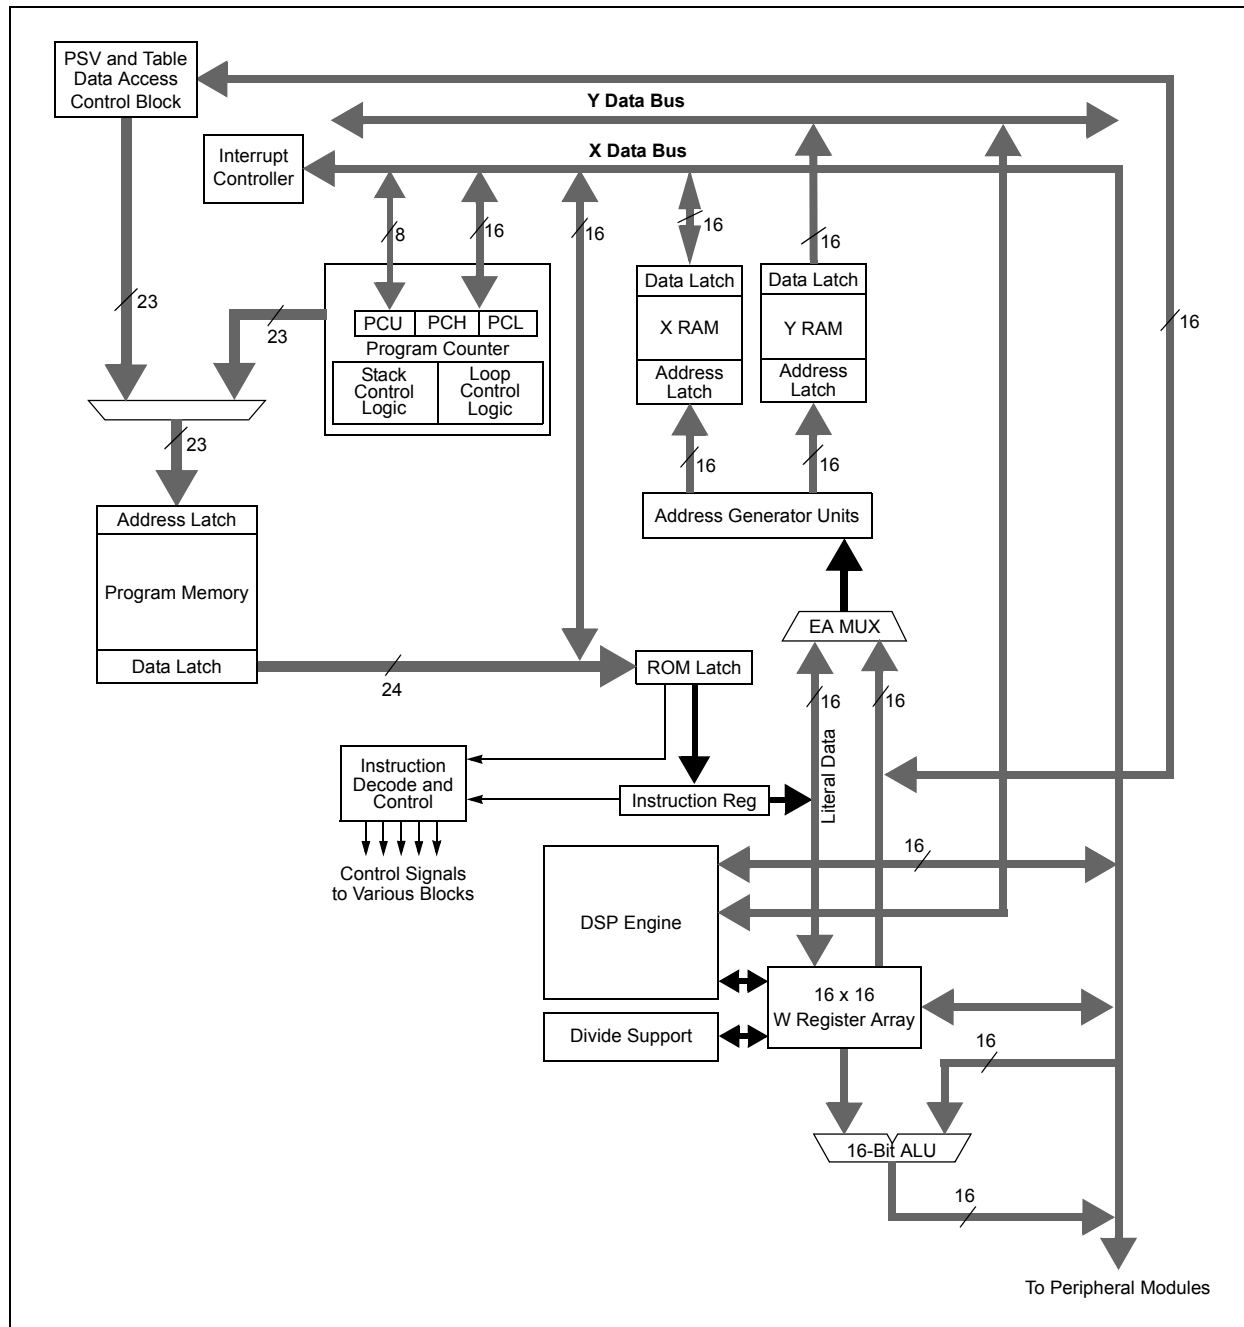 PSV and Table
Data Access
Control Block
Y Data Bus
X Data Bus
Interrupt
Controller
8
16
16
16
16
23
23
16
PCU
PCH
PCL
Program Counter
Stack
Control
Logic
Loop
Control
Logic
Data Latch
X RAM
Address
Latch
Data Latch
Y RAM
Address
Latch
23
16
16
Address Generator Units
Address Latch
Program Memory
Data Latch
24
EA MUX
ROM Latch
16
16
Literal Data
Instruction
Decode and
Control
Instruction Reg
Control Signals
to Various Blocks
16
DSP Engine
16 x 16
W Register Array
Divide Support
16
16-Bit ALU
16
To Peripheral Modules